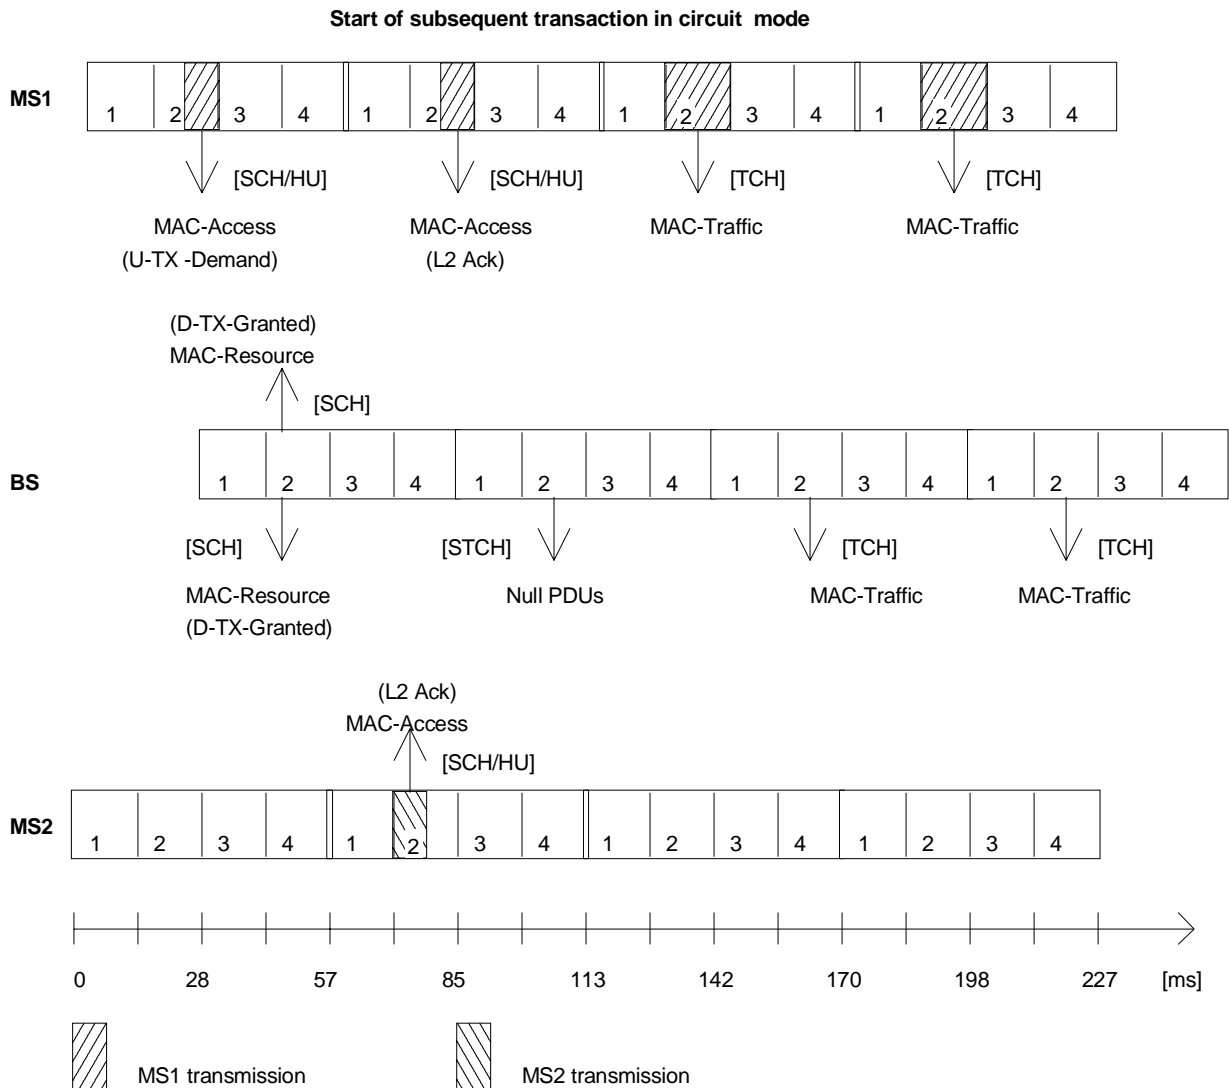 Start of subsequent transaction in circuit mode
MS1
1 2 3 4 1 2 3 4 1 2 3 4 1 2 3 4
[SCH/HU] [SCH/HU] [TCH] [TCH]
MAC-Access MAC-Access MAC-Traffic MAC-Traffic
(U-TX -Demand) (L2 Ack)
(D-TX-Granted)
MAC-Resource
[SCH]
BS
1 2 3 4 1 2 3 4 1 2 3 4 1 2 3 4
[SCH] [STCH] [TCH] [TCH]
MAC-Resource Null PDUs MAC-Traffic MAC-Traffic
(D-TX-Granted)
(L2 Ack)
MAC-Access
[SCH/HU]
MS2
1 2 3 4 1 2 3 4 1 2 3 4 1 2 3 4
0 28 57 85 113 142 170 198 227 [ms]
MS1 transmission MS2 transmission